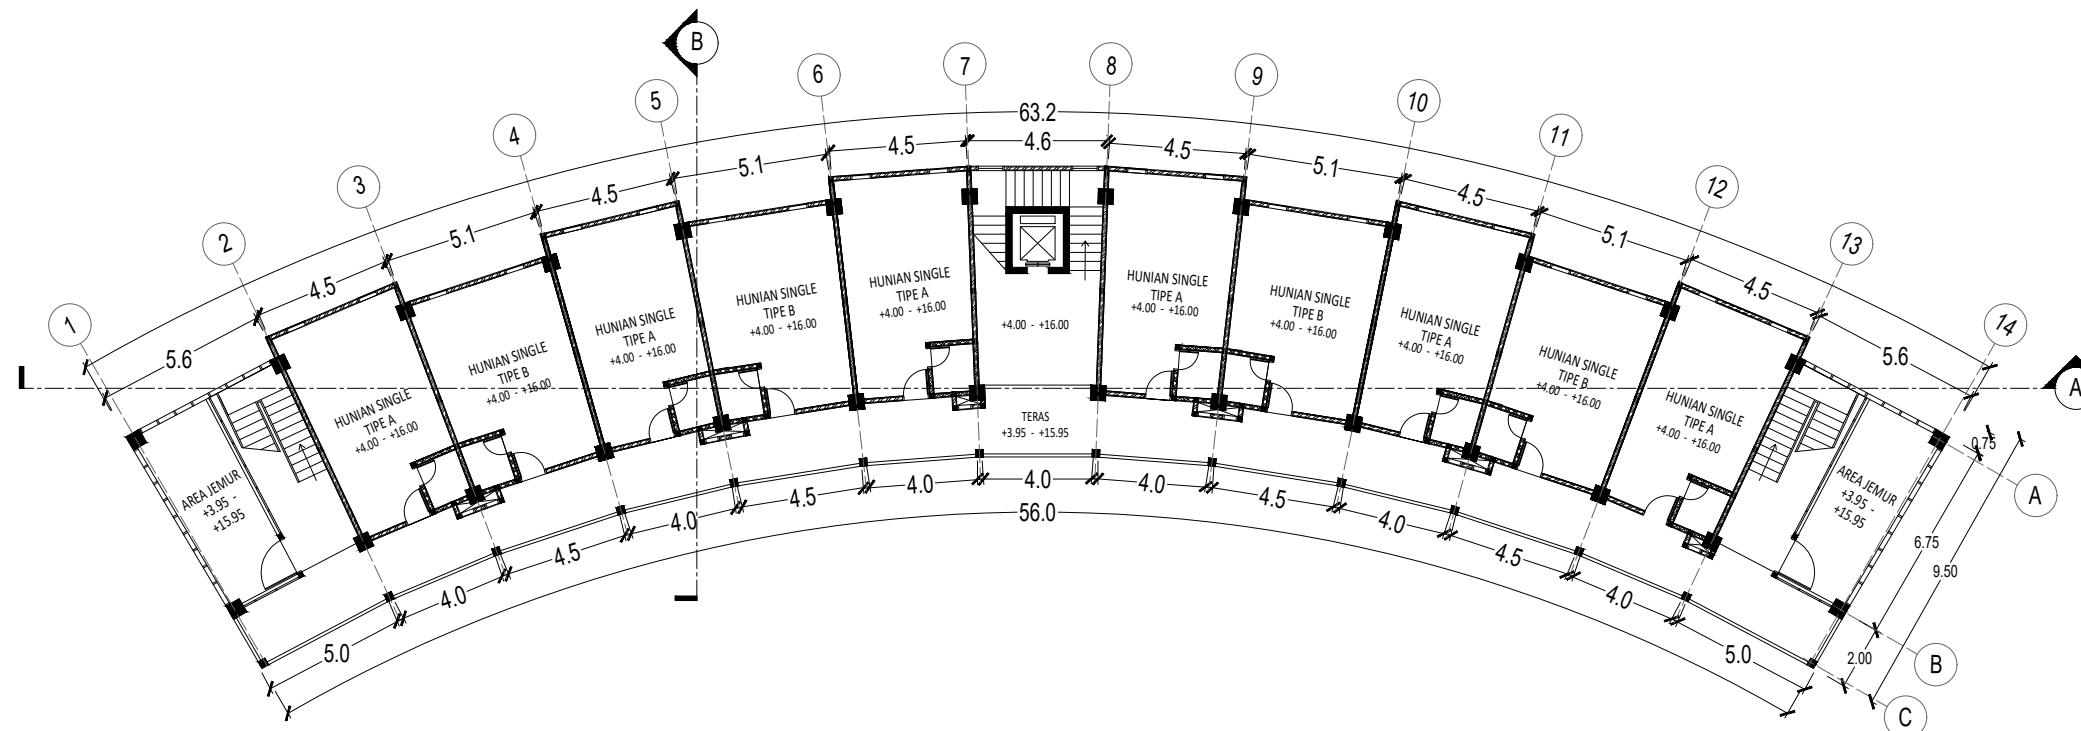 B
1
2
3
4
5
6
7
8
9
10
11
12
13
14
63.2
5.6
4.5
5.1
4.5
5.1
4.5
4.6
4.5
5.1
4.5
5.1
4.5
5.6
A
AREA JEMUR
+3.95 -
+15.95
HUNIAN SINGLE
TIPE A
+4.00 - +16.00
HUNIAN SINGLE
TIPE B
+4.00 - +16.00
HUNIAN SINGLE
TIPE A
+4.00 - +16.00
HUNIAN SINGLE
TIPE B
+4.00 - +16.00
HUNIAN SINGLE
TIPE A
+4.00 - +16.00
+4.00 - +16.00
TERAS
+3.95 - +15.95
HUNIAN SINGLE
TIPE A
+4.00 - +16.00
HUNIAN SINGLE
TIPE B
+4.00 - +16.00
HUNIAN SINGLE
TIPE A
+4.00 - +16.00
HUNIAN SINGLE
TIPE B
+4.00 - +16.00
HUNIAN SINGLE
TIPE A
+4.00 - +16.00
AREA JEMUR
+3.95 -
+15.95
0.75
6.75
9.50
2.00
A
B
C
5.0
4.0
4.5
4.0
4.5
4.0
4.0
4.0
4.5
4.0
4.5
4.0
5.0
56.0